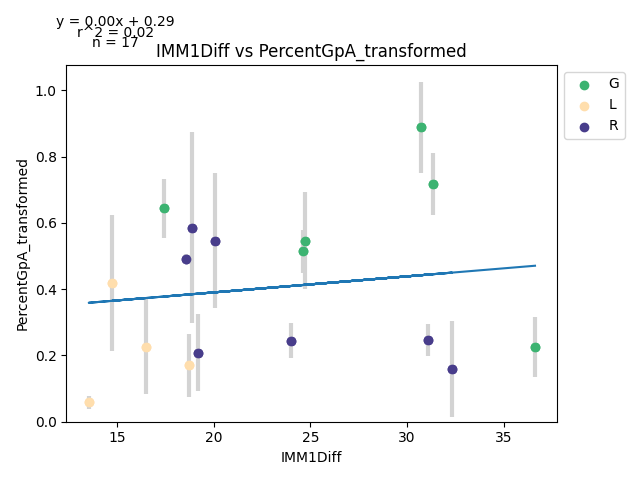 y = 0.00x + 0.29
r^2 = 0.02
n = 17
IMM1Diff vs PercentGpA_transformed
1.0
0.8
0.6
0.4
0.2
0.0
PercentGpA_transformed
15
20
25
30
35
IMM1Diff
G
L
R